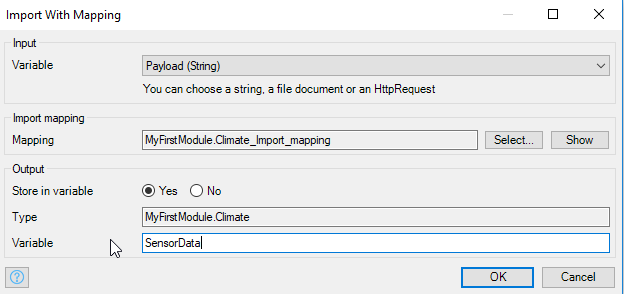 Import With Mapping
Input
Variable Payload (String)
You can choose a string, a file document or an HttpRequest
Import mapping
Mapping MyFirstModule.Climate_Import_mapping Select... Show
Output
Store in variable Yes No
Type MyFirstModule.Climate
Variable SensorData
? OK Cancel